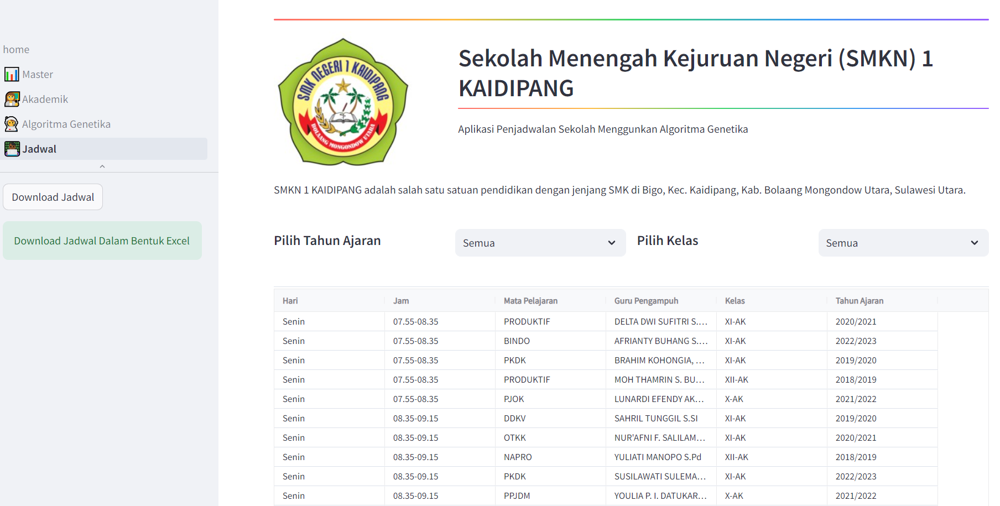 home
Master
Akademik
Algoritma Genetika
Jadwal
Download Jadwal
Download Jadwal Dalam Bentuk Excel
SMK NEGERI 1 KAIDIPANG
BOLAANG MONGONDOW UTARA
Sekolah Menengah Kejuruan Negeri (SMKN) 1
KAIDIPANG
Aplikasi Penjadwalan Sekolah Menggunkan Algoritma Genetika
SMKN 1 KAIDIPANG adalah salah satu satuan pendidikan dengan jenjang SMK di Bigo, Kec. Kaidipang, Kab. Bolaang Mongondow Utara, Sulawesi Utara.
Pilih Tahun Ajaran Semua Pilih Kelas Semua
Hari Jam Mata Pelajaran Guru Pengampuh Kelas Tahun Ajaran
Senin 07.55-08.35 PRODUKTIF DELTA DWI SUFITRI S.... XI-AK 2020/2021
Senin 07.55-08.35 BINDO AFRIANTY BUHANG S.... XI-AK 2022/2023
Senin 07.55-08.35 PKDK BRAHIM KOHONGIA, ... XI-AK 2019/2020
Senin 07.55-08.35 PRODUKTIF MOH THAMRIN S. BU... XII-AK 2018/2019
Senin 07.55-08.35 PJOK LUNARDI EFENDY AK... X-AK 2021/2022
Senin 08.35-09.15 DDKV SAHRIL TUNGGIL S.SI XI-AK 2019/2020
Senin 08.35-09.15 OTKK NUR'AFNI F. SALILAM... XI-AK 2020/2021
Senin 08.35-09.15 NAPRO YULIATI MANOPO S.Pd XII-AK 2018/2019
Senin 08.35-09.15 PKDK SUSILAWATI SULEMA... XI-AK 2022/2023
Senin 08.35-09.15 PPJDM YOULIA P. I. DATUKAR... X-AK 2021/2022